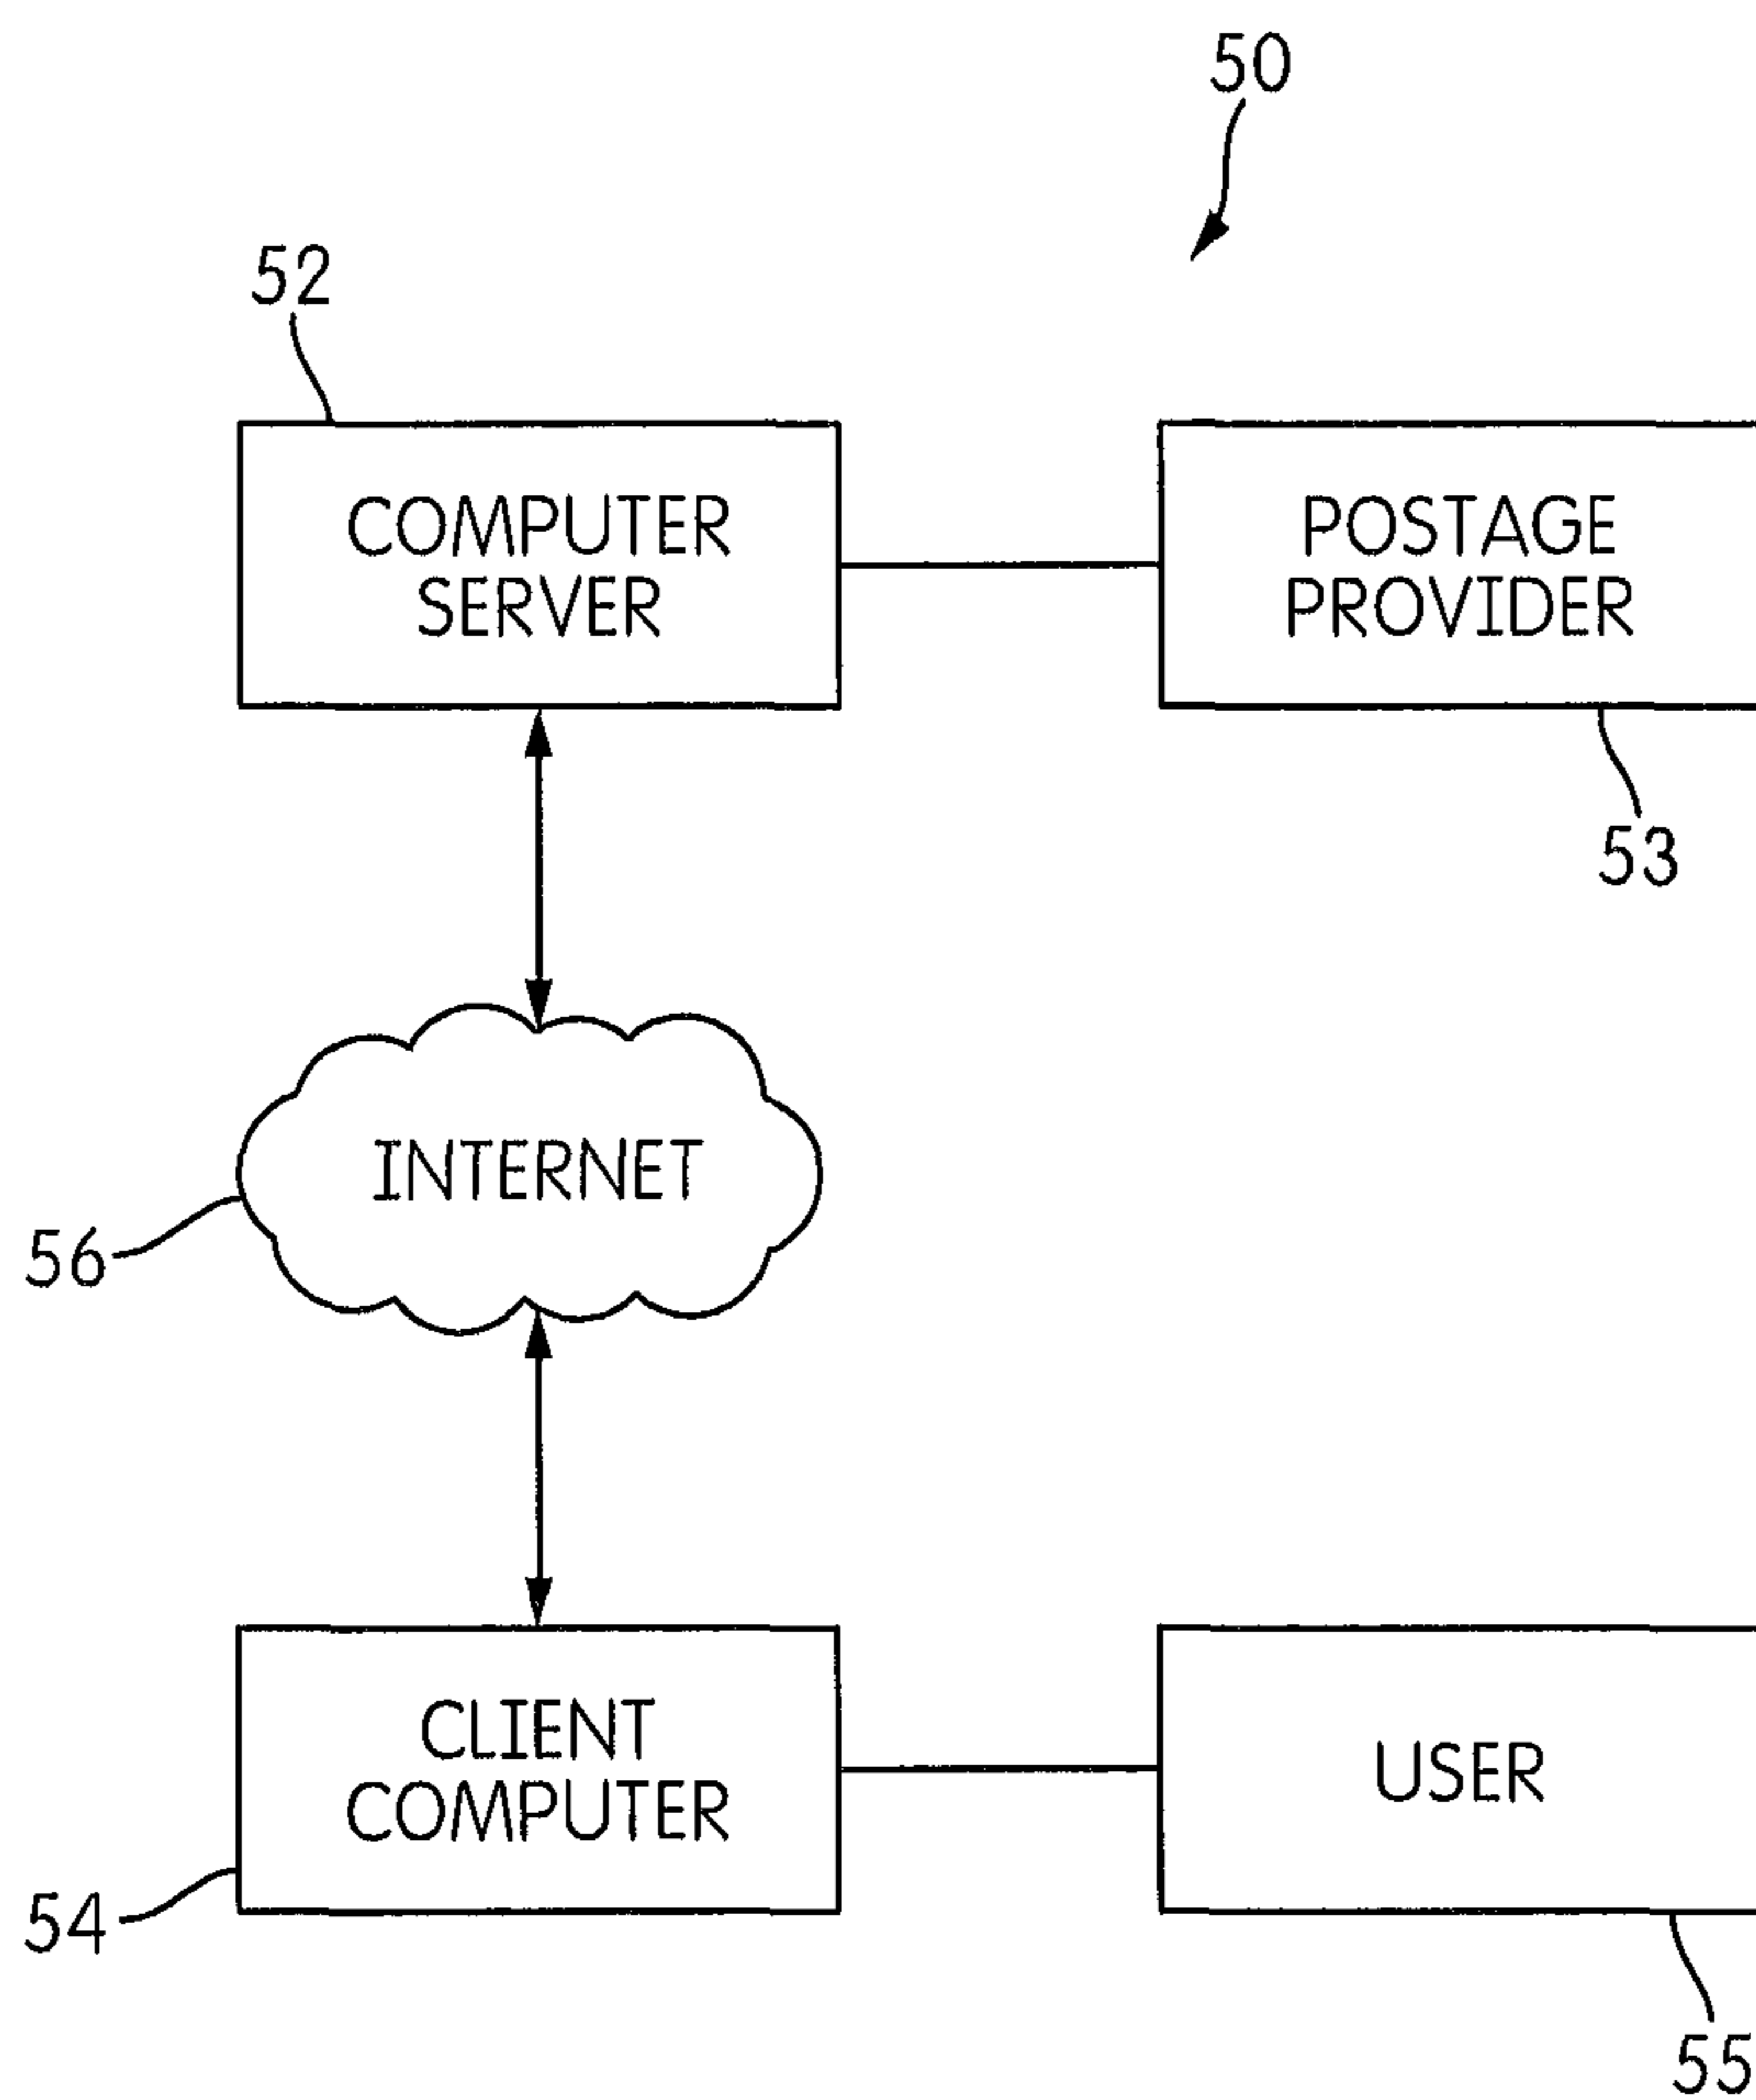 50
52
COMPUTER
SERVER
POSTAGE
PROVIDER
53
INTERNET
56
CLIENT
COMPUTER
USER
54
55